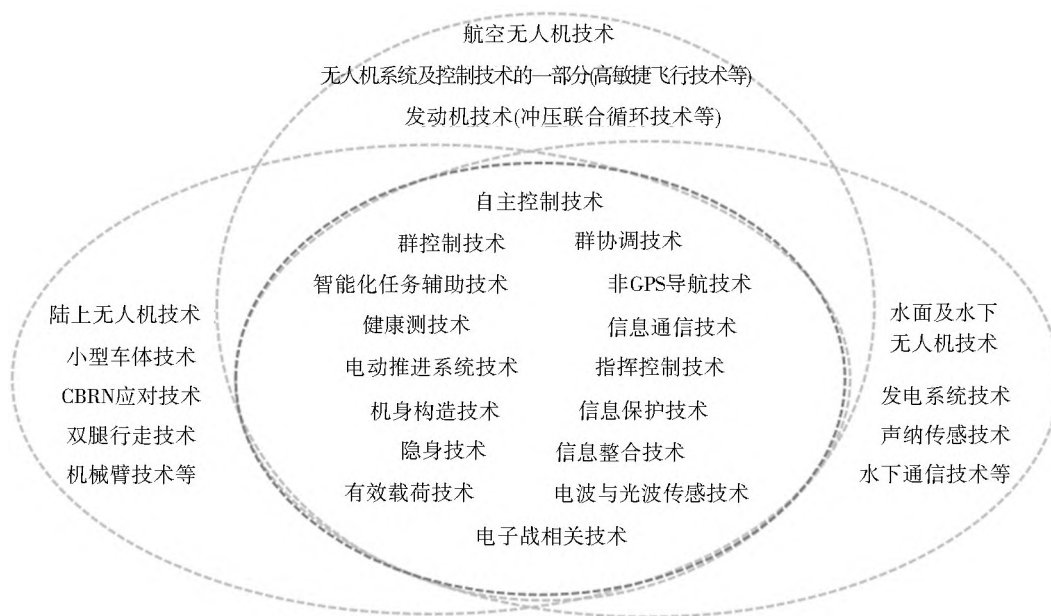 航空无人机技术
无人机系统及控制技术的一部分(高敏捷飞行技术等)
发动机技术(冲压联合循环技术等)
自主控制技术
群控制技术
群协调技术
智能化任务辅助技术
非GPS导航技术
健康测技术
信息通信技术
电动推进系统技术
指挥控制技术
机身构造技术
信息保护技术
隐身技术
信息整合技术
有效载荷技术
电波与光波传感技术
电子战相关技术
陆上无人机技术
小型车体技术
CBRN应对技术
双腿行走技术
机械臂技术等
水面及水下
无人机技术
发电系统技术
声纳传感技术
水下通信技术等